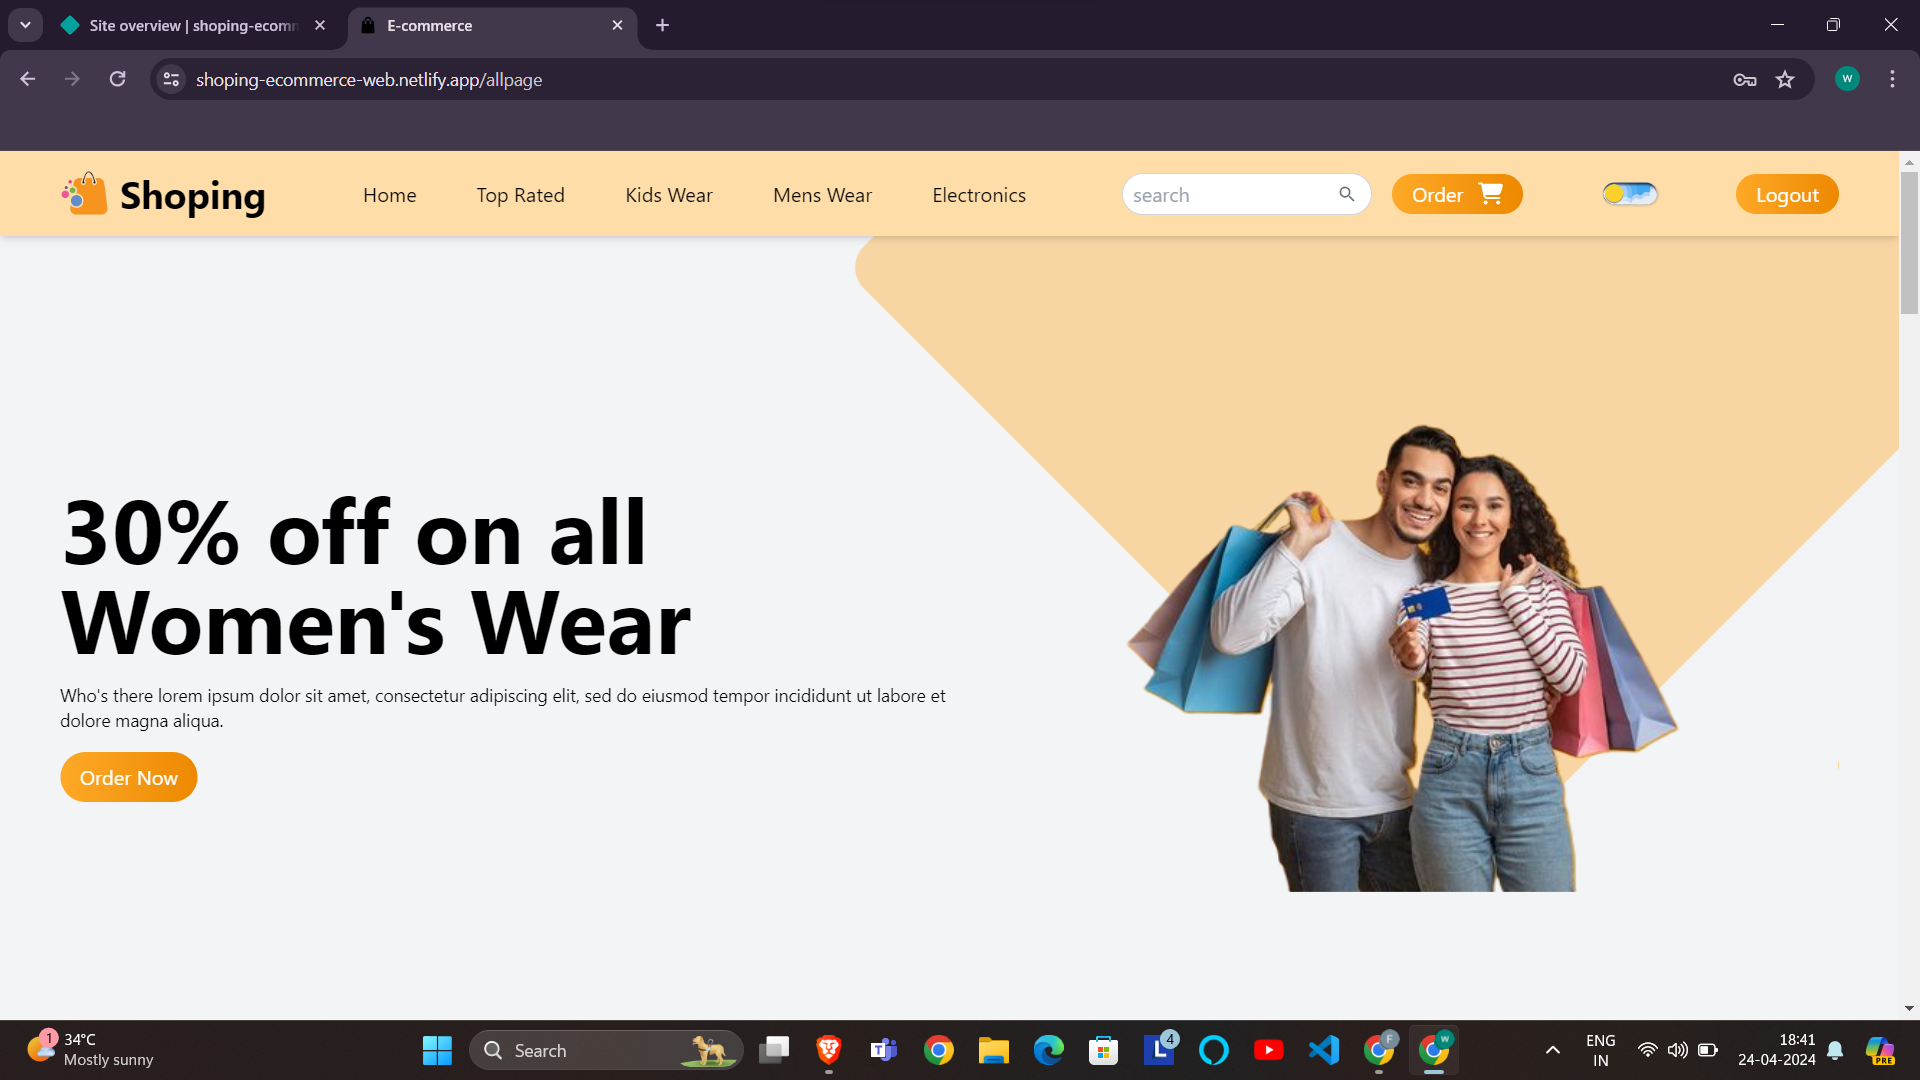 Site overview | shoping-ecomm
E-commerce
shoping-ecommerce-web.netlify.app/allpage
W
Shoping
Home
Top Rated
Kids Wear
Mens Wear
Electronics
search
Order
Logout
30% off on all
Women's Wear
Who's there lorem ipsum dolor sit amet, consectetur adipiscing elit, sed do eiusmod tempor incididunt ut labore et
dolore magna aliqua.
Order Now
1
34°C
Mostly sunny
Search
4
F
W
ENG
IN
18:41
24-04-2024
PRE